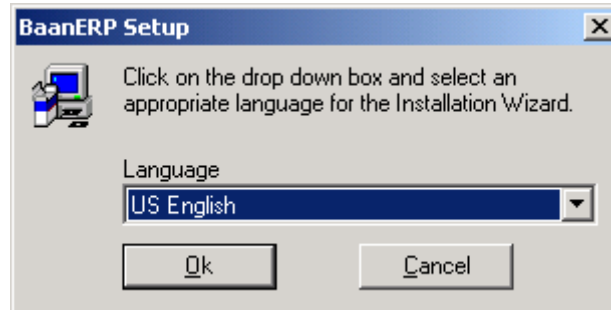 BaanERP Setup
Click on the drop down box and select an
appropriate language for the Installation Wizard.
Language
US English
Ok
Cancel